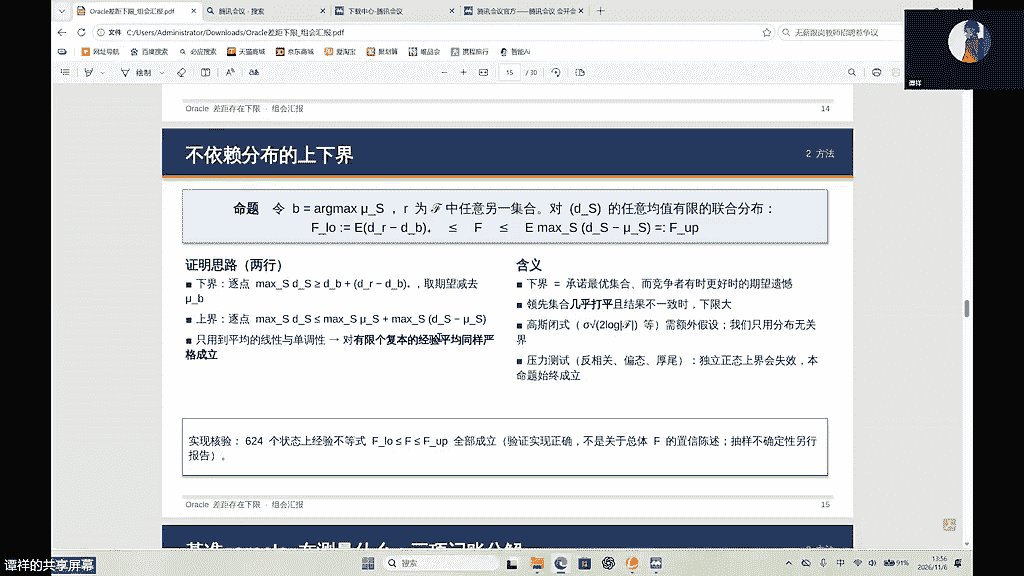 Oracle差距下限_组会汇报.pdf
腾讯会议 - 搜索
下载中心-腾讯会议
腾讯会议官方——腾讯会议 会开会
文件
C:/Users/Administrator/Downloads/Oracle差距下限_组会汇报.pdf
网址导航
百度搜索
必应搜索
天猫商城
京东商城
爱淘宝
聚划算
唯品会
携程旅行
智能Ai
绘制
15 / 30
谭祥
Oracle 差距存在下限 · 组会汇报
14
不依赖分布的上下界
2 方法
命题 令 b = argmax μ_S ，r 为 ℱ 中任意另一集合。对 (d_S) 的任意均值有限的联合分布：
F_lo := E(d_r − d_b)₊ ≤ F ≤ E max_S (d_S − μ_S) =: F_up
证明思路（两行）
■ 下界：逐点 max_S d_S ≥ d_b + (d_r − d_b)₊ ，取期望减去
μ_b
■ 上界：逐点 max_S d_S ≤ max_S μ_S + max_S (d_S − μ_S)
■ 只用到平均的线性与单调性 → 对有限个复本的经验平均同样严
格成立
含义
■ 下界 = 承诺最优集合、而竞争者有时更好时的期望遗憾
■ 领先集合几乎打平且结果不一致时，下限大
■ 高斯闭式（ σ√(2log|ℱ|) 等）需额外假设；我们只用分布无关
界
■ 压力测试（反相关、偏态、厚尾）：独立正态上界会失效，本
命题始终成立
实现核验： 624 个状态上经验不等式 F_lo ≤ F ≤ F_up 全部成立（验证实现正确，不是关于总体 F 的置信陈述；抽样不确定性另行
报告）。
Oracle 差距存在下限 · 组会汇报
15
谭祥的共享屏幕
搜索
中
91%
13:56
2026/11/6